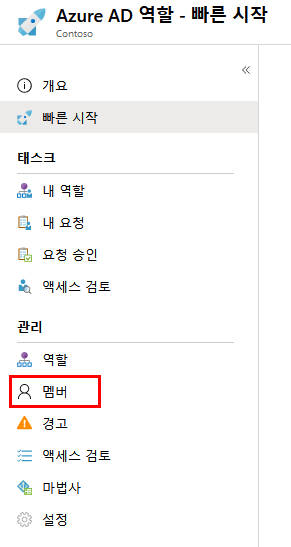 Azure AD 역할 - 빠른 시작
Contoso
«
개요
빠른 시작
태스크
내 역할
내 요청
요청 승인
액세스 검토
관리
역할
멤버
경고
액세스 검토
마법사
설정